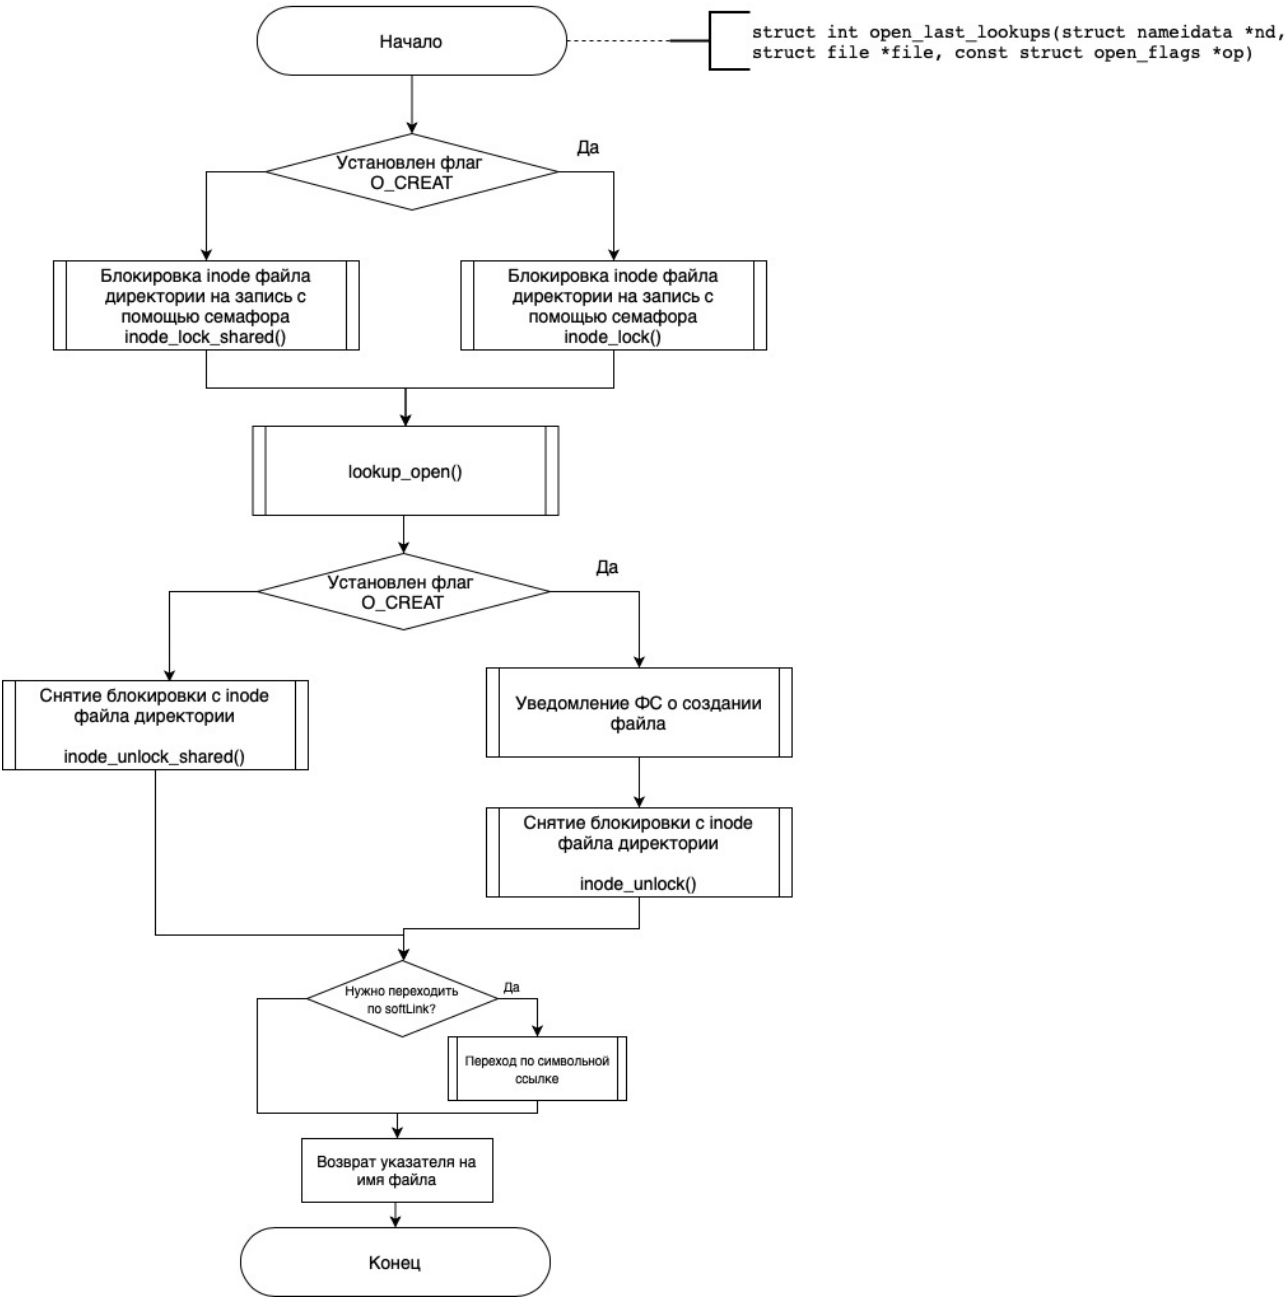 Начало
struct int open_last_lookups(struct nameidata *nd,
struct file *file, const struct open_flags *op)
Да
Установлен флаг
O_CREAT
Блокировка inode файла
директории на запись с
помощью семафора
inode_lock_shared()
Блокировка inode файла
директории на запись с
помощью семафора
inode_lock()
lookup_open()
Да
Установлен флаг
O_CREAT
Снятие блокировки с inode
файла директории
inode_unlock_shared()
Уведомление ФС о создании
файла
Снятие блокировки с inode
файла директории
inode_unlock()
Нужно переходить
по softLink?
Да
Переход по символьной
ссылке
Возврат указателя на
имя файла
Конец